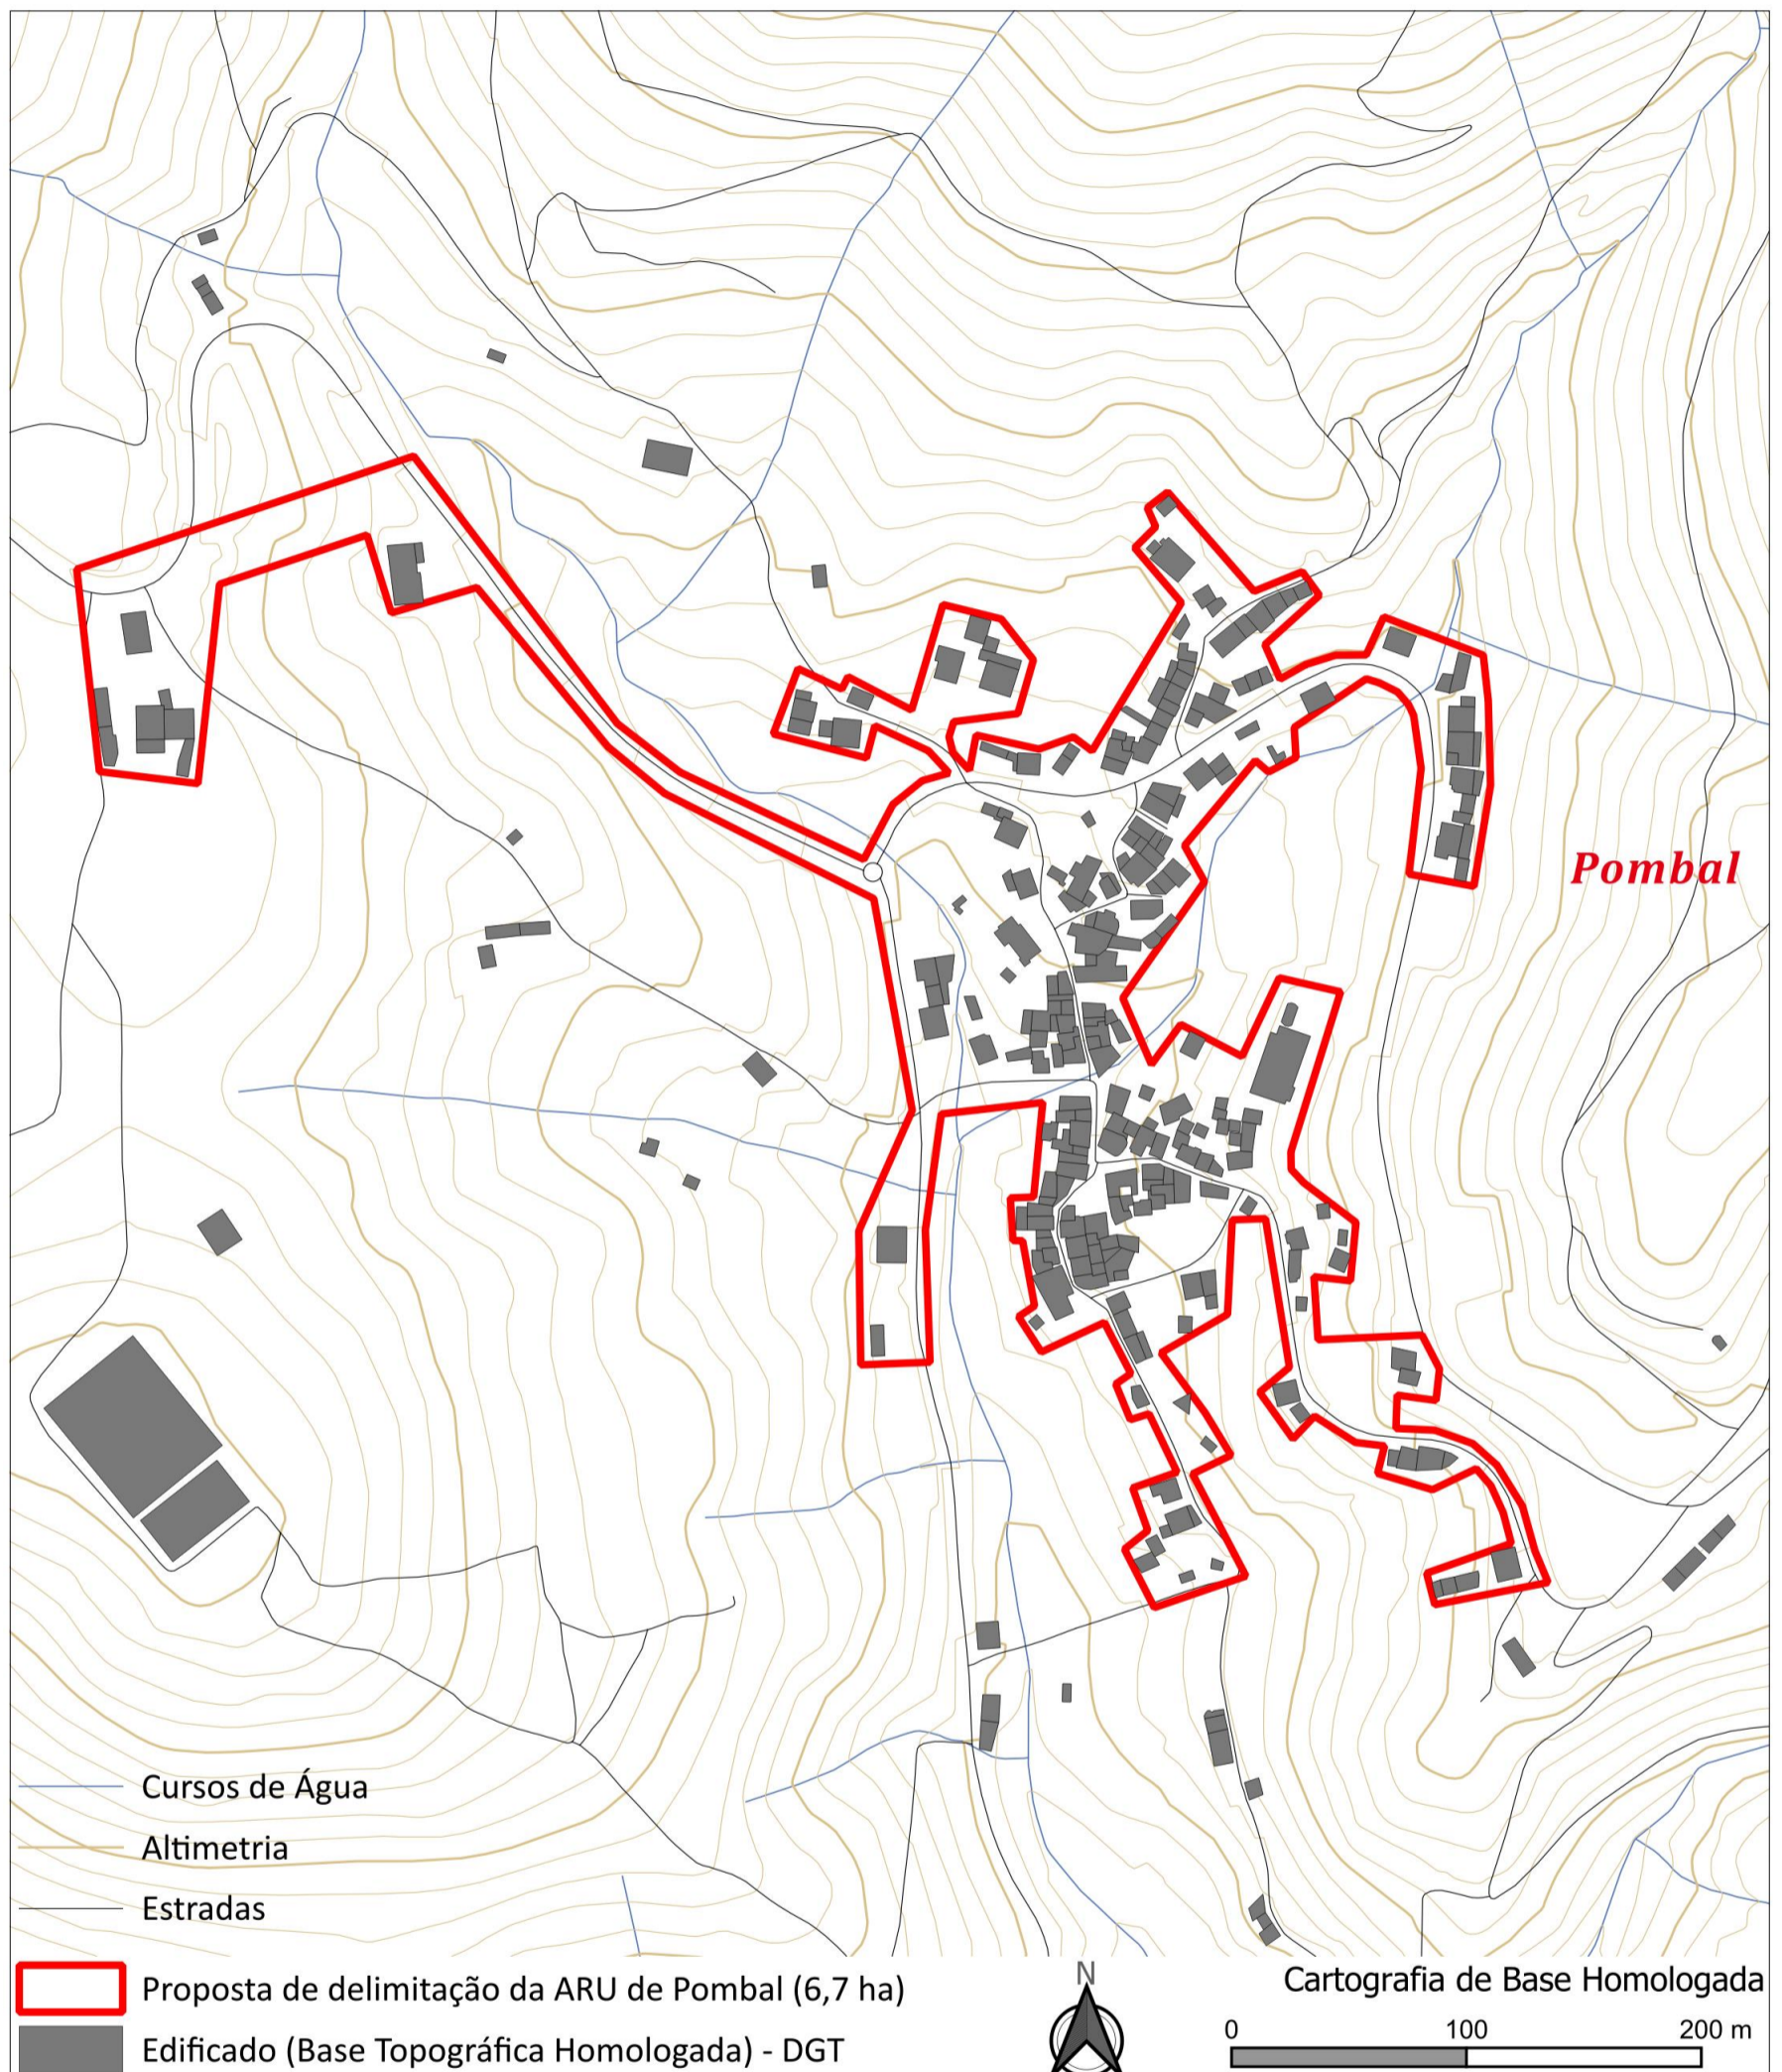 Pombal
Cursos de Água
Altimetria
Estradas
Proposta de delimitação da ARU de Pombal (6,7 ha)
Edificado (Base Topográfica Homologada) - DGT
N
Cartografia de Base Homologada
0 100 200 m